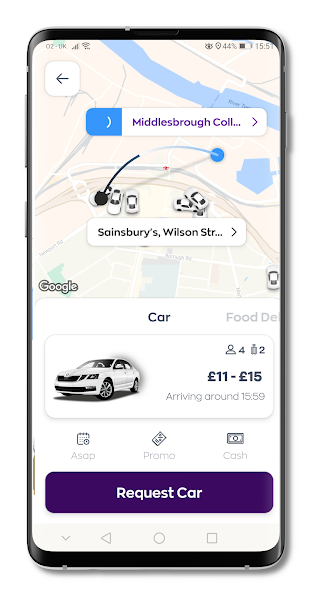 o2-UK
44%
15:51
Middlesbrough Coll...
Sainsbury's, Wilson Str...
Google
Car
Food Del
4
2
£11 - £15
Arriving around 15:59
Asap
Promo
Cash
Request Car